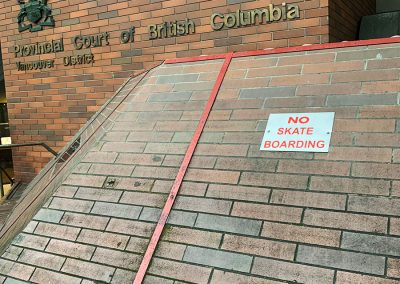 Provincial Court of British Columbia
Vancouver District
NO
SKATE
BOARDING